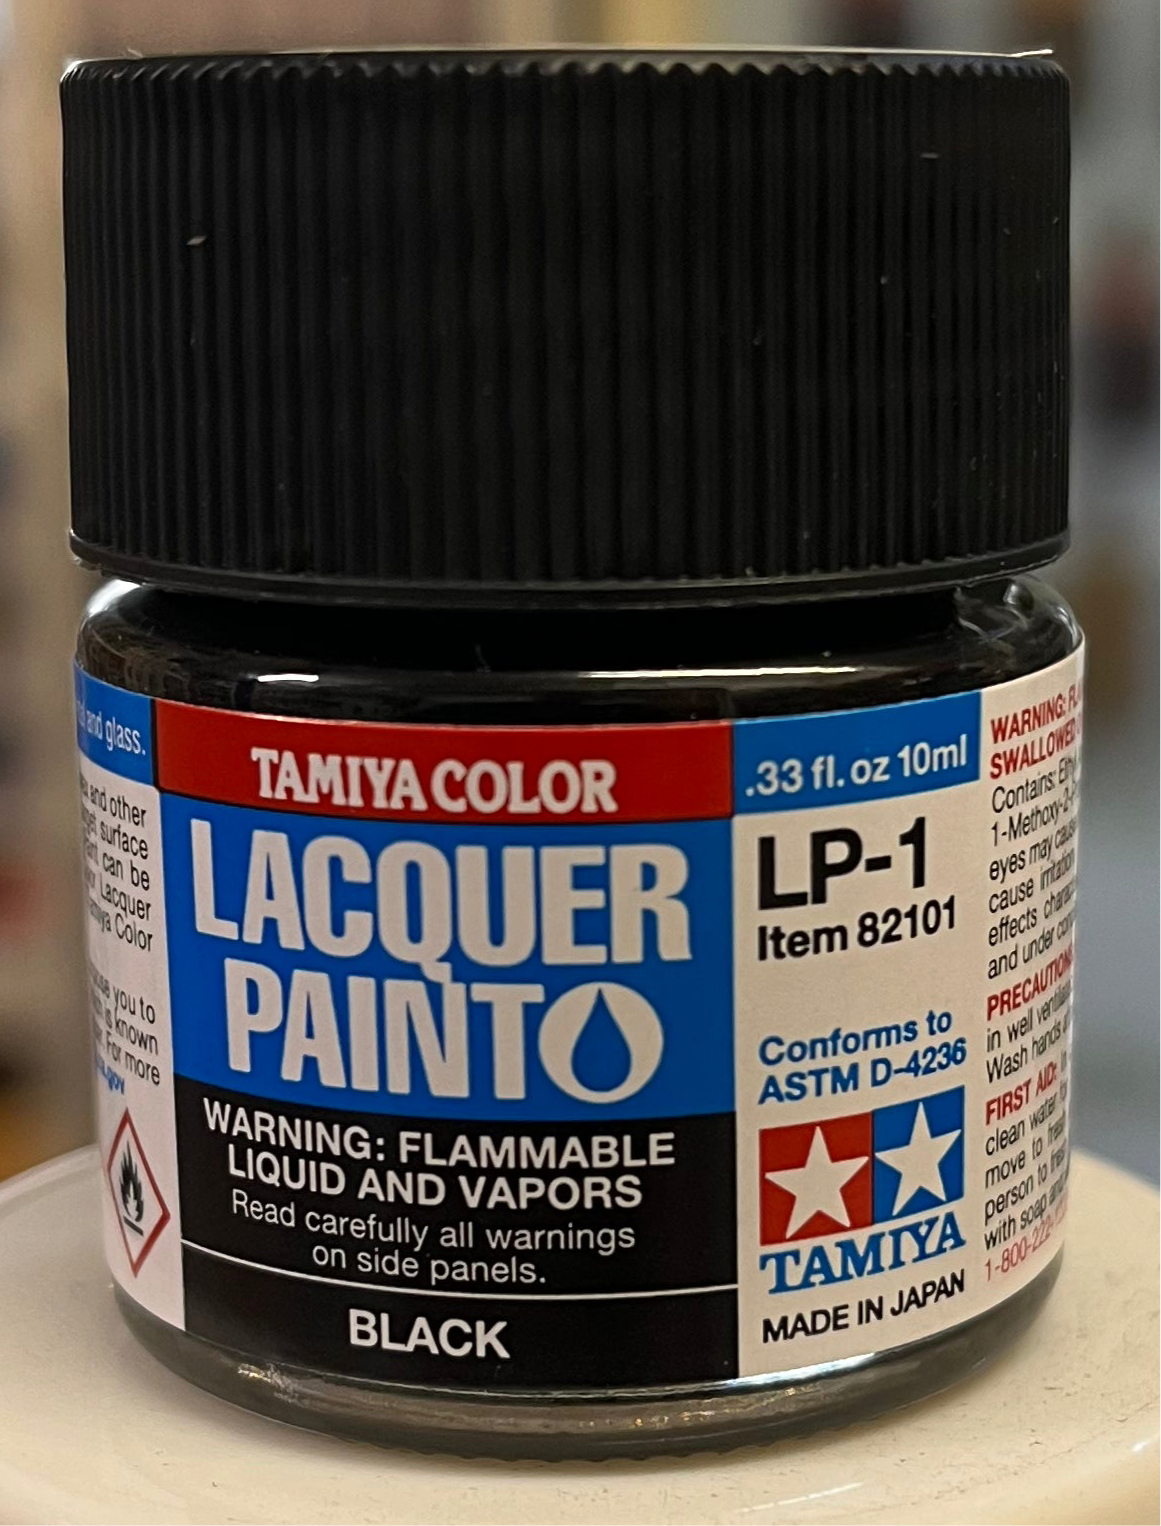 and glass.
and other
surface
can be
Lacquer
Color
you to
is known
For more
TAMIYA COLOR
LACQUER
PAINT
WARNING: FLAMMABLE
LIQUID AND VAPORS
Read carefully all warnings
on side panels.
BLACK
.33 fl. oz 10ml
LP-1
Item 82101
Conforms to
ASTM D-4236
TAMIYA
MADE IN JAPAN
WARNING:
SWALLOWED
Contains:
eyes may cause
cause irritation
effects
and under
PRECAUTIONS
in well
Wash hands
FIRST AID:
clean water
move to fresh
person to
with soap and